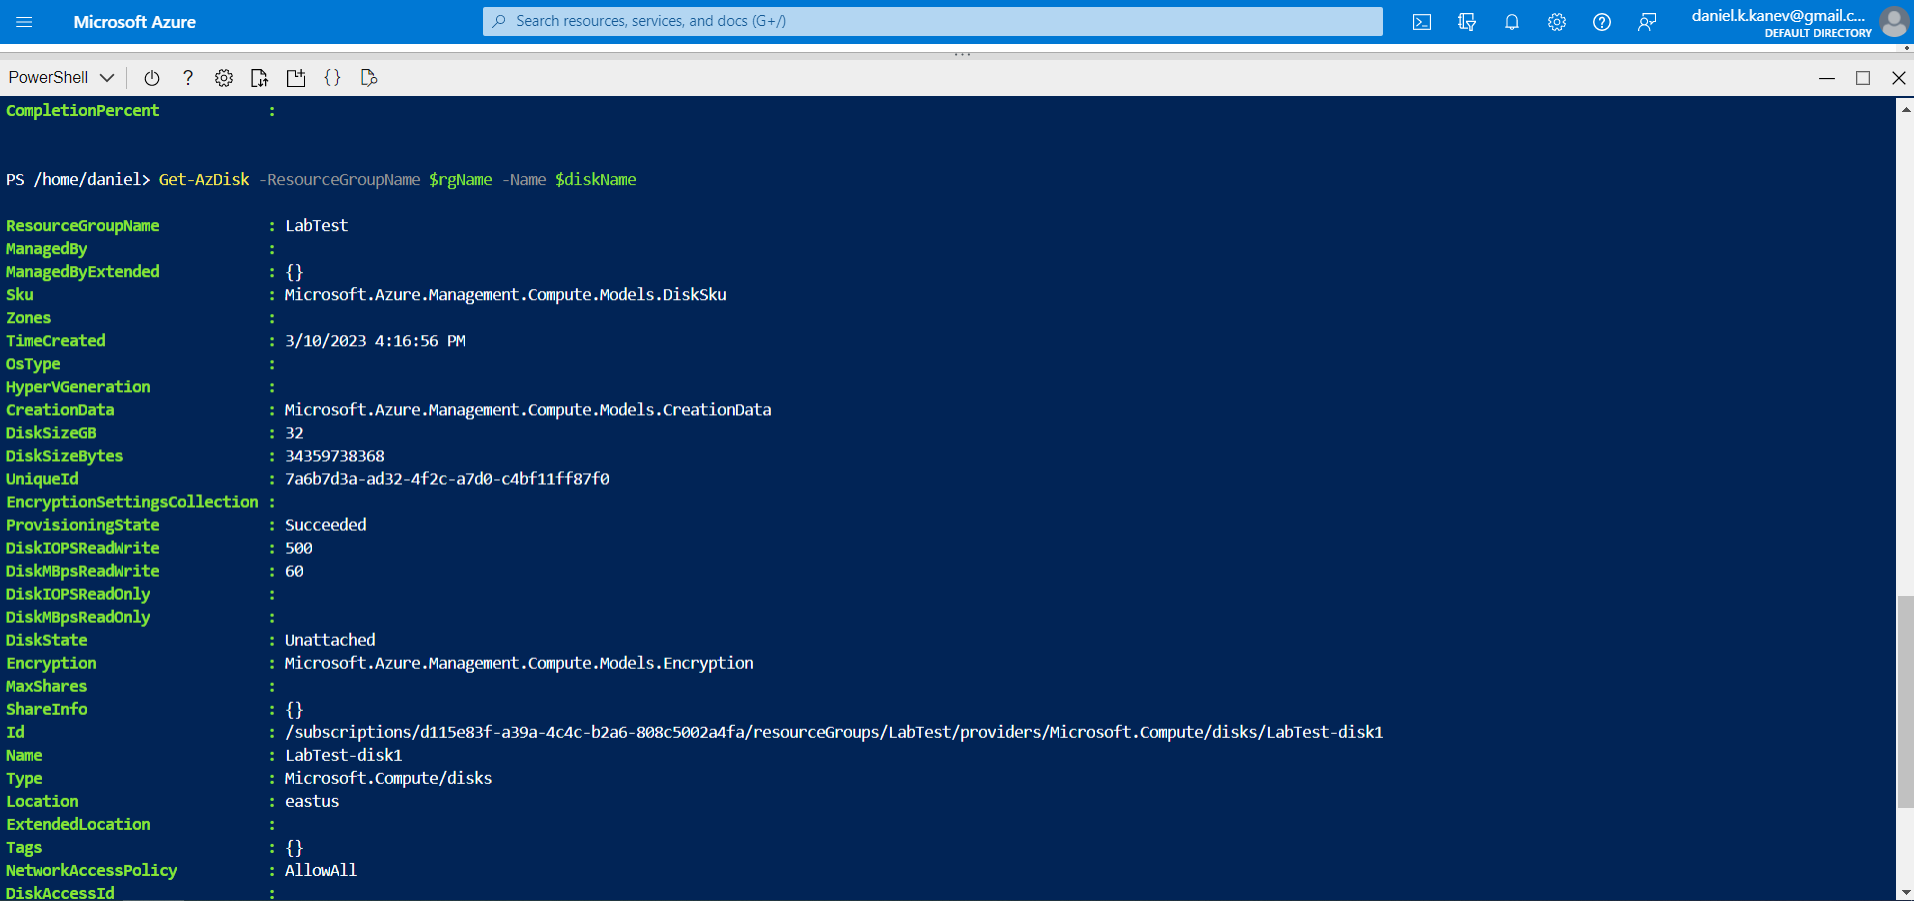 Microsoft Azure
Search resources, services, and docs (G+/)
daniel.k.kanev@gmail.c...
DEFAULT DIRECTORY
PowerShell
CompletionPercent :
PS /home/daniel> Get-AzDisk -ResourceGroupName $rgName -Name $diskName
ResourceGroupName : LabTest
ManagedBy :
ManagedByExtended : {}
Sku : Microsoft.Azure.Management.Compute.Models.DiskSku
Zones :
TimeCreated : 3/10/2023 4:16:56 PM
OsType :
HyperVGeneration :
CreationData : Microsoft.Azure.Management.Compute.Models.CreationData
DiskSizeGB : 32
DiskSizeBytes : 34359738368
UniqueId : 7a6b7d3a-ad32-4f2c-a7d0-c4bf11ff87f0
EncryptionSettingsCollection :
ProvisioningState : Succeeded
DiskIOPSReadWrite : 500
DiskMBpsReadWrite : 60
DiskIOPSReadOnly :
DiskMBpsReadOnly :
DiskState : Unattached
Encryption : Microsoft.Azure.Management.Compute.Models.Encryption
MaxShares :
ShareInfo : {}
Id : /subscriptions/d115e83f-a39a-4c4c-b2a6-808c5002a4fa/resourceGroups/LabTest/providers/Microsoft.Compute/disks/LabTest-disk1
Name : LabTest-disk1
Type : Microsoft.Compute/disks
Location : eastus
ExtendedLocation :
Tags : {}
NetworkAccessPolicy : AllowAll
DiskAccessId :